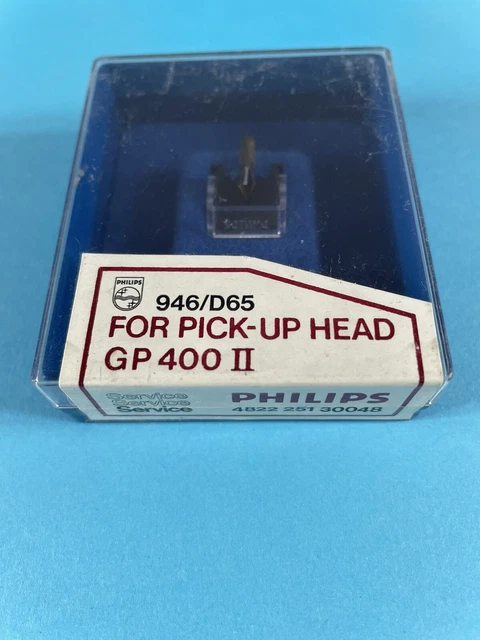 PHILIPS
946/D65
FOR PICK-UP HEAD
GP 400 II
Service
Service
Service
PHILIPS
4822 251 30048